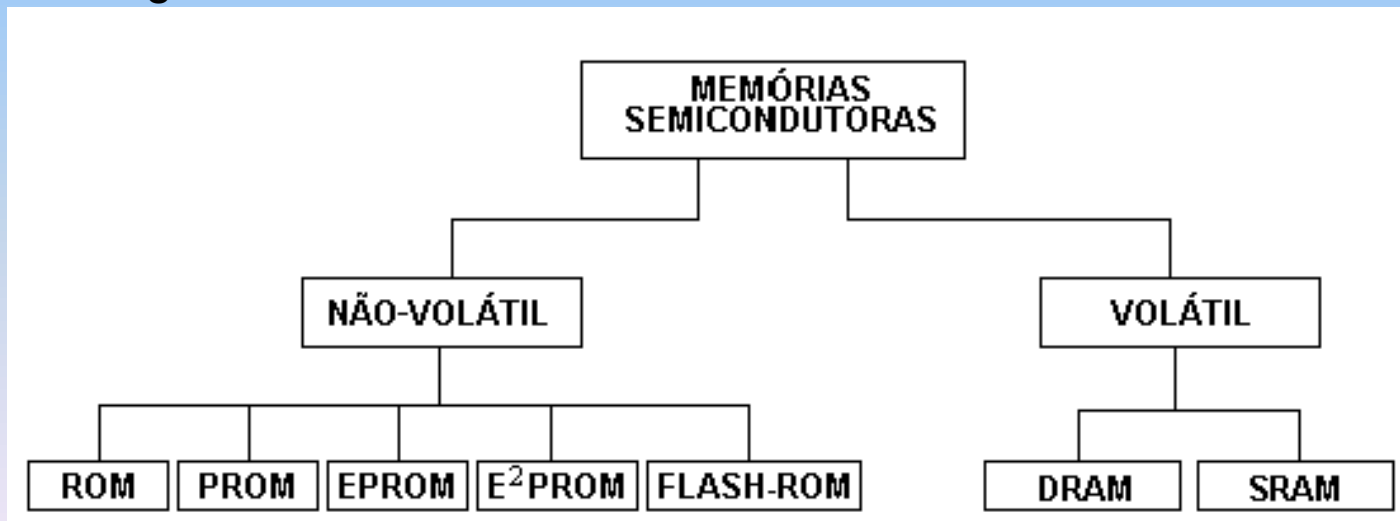 MEMÓRIAS
SEMICONDUTORAS
NÃO-VOLÁTIL
VOLÁTIL
ROM
PROM
EPROM
E²PROM
FLASH-ROM
DRAM
SRAM